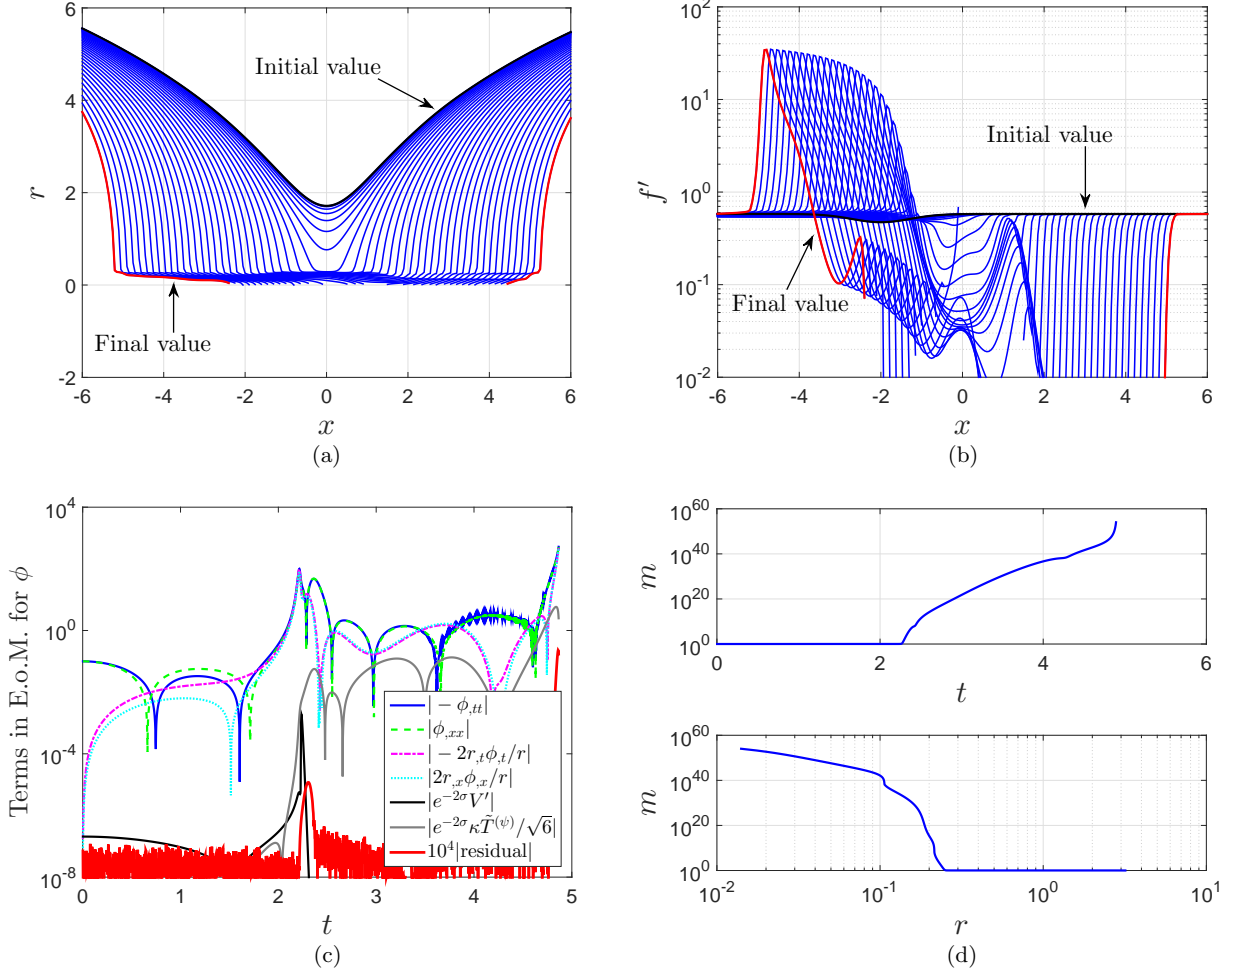 (a)
6
4
2
0
-2
r
-6 -4 -2 0 2 4 6
x
Initial value
Final value
(b)
10^2
10^1
10^0
10^-1
10^-2
f'
-6 -4 -2 0 2 4 6
x
Initial value
Final value
(a)
(b)
10^4
10^0
10^-4
10^-8
Terms in E.o.M. for ϕ
|−ϕ,tt|
|ϕ,xx|
|−2r,tϕ,t/r|
|2r,xϕ,x/r|
|e^−2σV′|
|e^−2σκT̃^(ψ)/√6|
10^4|residual|
0 1 2 3 4 5
t
(c)
10^60
10^40
10^20
10^0
m
0 2 4 6
t
10^60
10^40
10^20
10^0
m
10^-2 10^-1 10^0 10^1
r
(d)